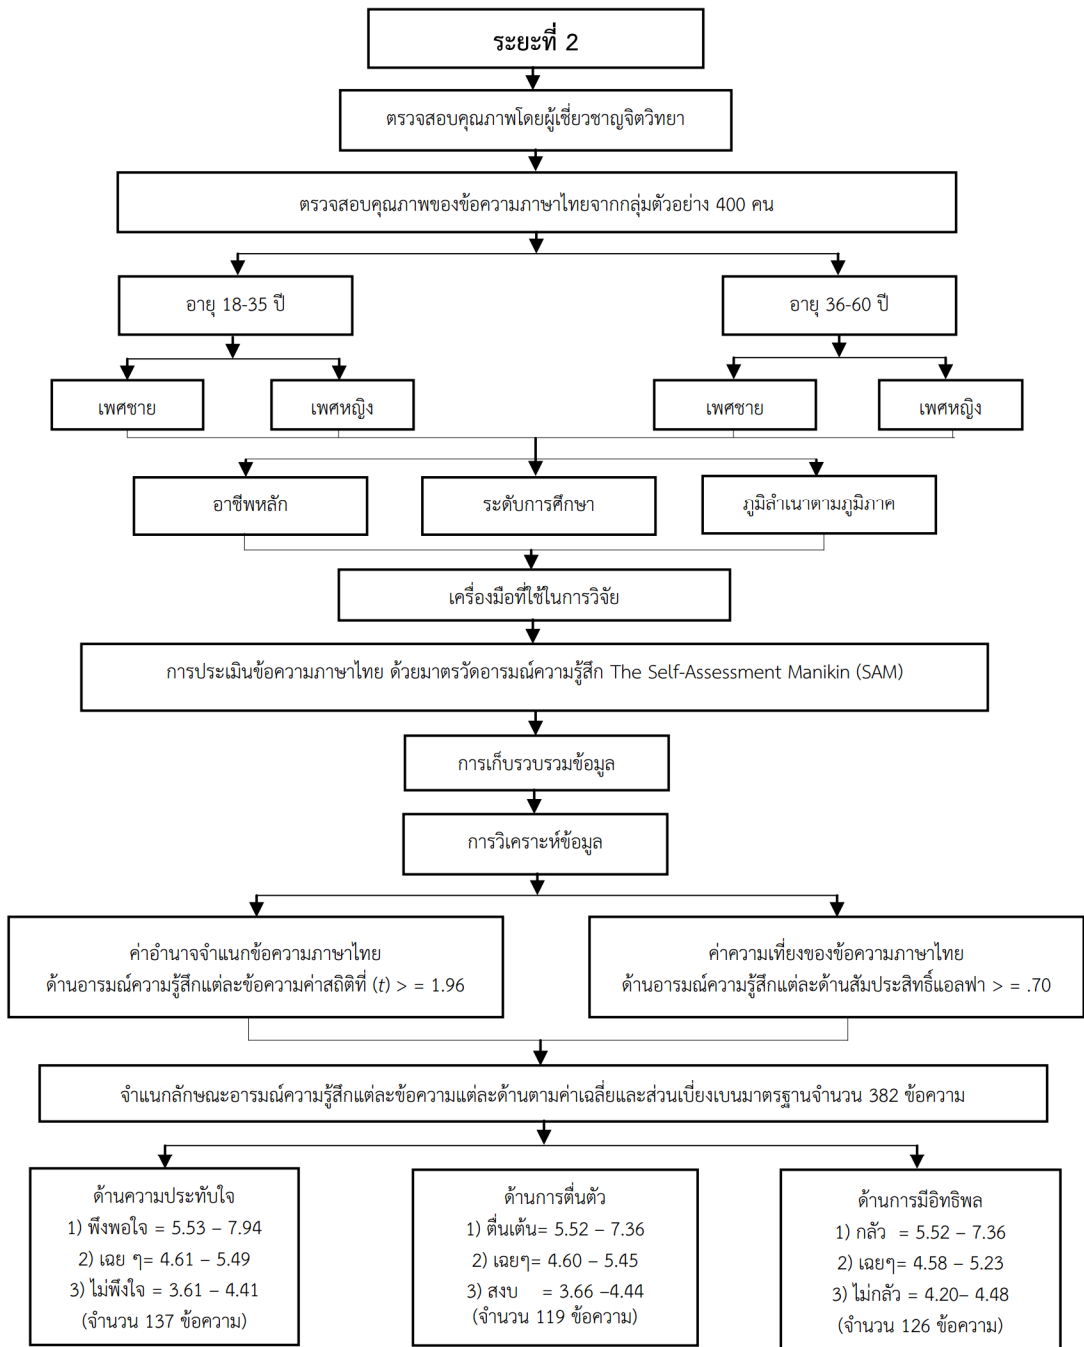 ระยะที่ 2
ตรวจสอบคุณภาพโดยผู้เชี่ยวชาญจิตวิทยา
ตรวจสอบคุณภาพของข้อความภาษาไทยจากกลุ่มตัวอย่าง 400 คน
อายุ 18-35 ปี
อายุ 36-60 ปี
เพศชาย
เพศหญิง
เพศชาย
เพศหญิง
อาชีพหลัก
ระดับการศึกษา
ภูมิลำเนาตามภูมิภาค
เครื่องมือที่ใช้ในการวิจัย
การประเมินข้อความภาษาไทย ด้วยมาตรวัดอารมณ์ความรู้สึก The Self-Assessment Manikin (SAM)
การเก็บรวบรวมข้อมูล
การวิเคราะห์ข้อมูล
ค่าอำนาจจำแนกข้อความภาษาไทย
ด้านอารมณ์ความรู้สึกแต่ละข้อความค่าสถิติที่ (t) > = 1.96
ค่าความเที่ยงของข้อความภาษาไทย
ด้านอารมณ์ความรู้สึกแต่ละด้านสัมประสิทธิ์แอลฟา > = .70
จำแนกลักษณะอารมณ์ความรู้สึกแต่ละข้อความแต่ละด้านตามค่าเฉลี่ยและส่วนเบี่ยงเบนมาตรฐานจำนวน 382 ข้อความ
ด้านความประทับใจ
1) พึงพอใจ = 5.53 – 7.94
2) เฉย ๆ= 4.61 – 5.49
3) ไม่พึงใจ = 3.61 – 4.41
(จำนวน 137 ข้อความ)
ด้านการตื่นตัว
1) ตื่นเต้น= 5.52 – 7.36
2) เฉยๆ= 4.60 – 5.45
3) สงบ = 3.66 –4.44
(จำนวน 119 ข้อความ)
ด้านการมีอิทธิพล
1) กลัว = 5.52 – 7.36
2) เฉยๆ= 4.58 – 5.23
3) ไม่กลัว = 4.20– 4.48
(จำนวน 126 ข้อความ)